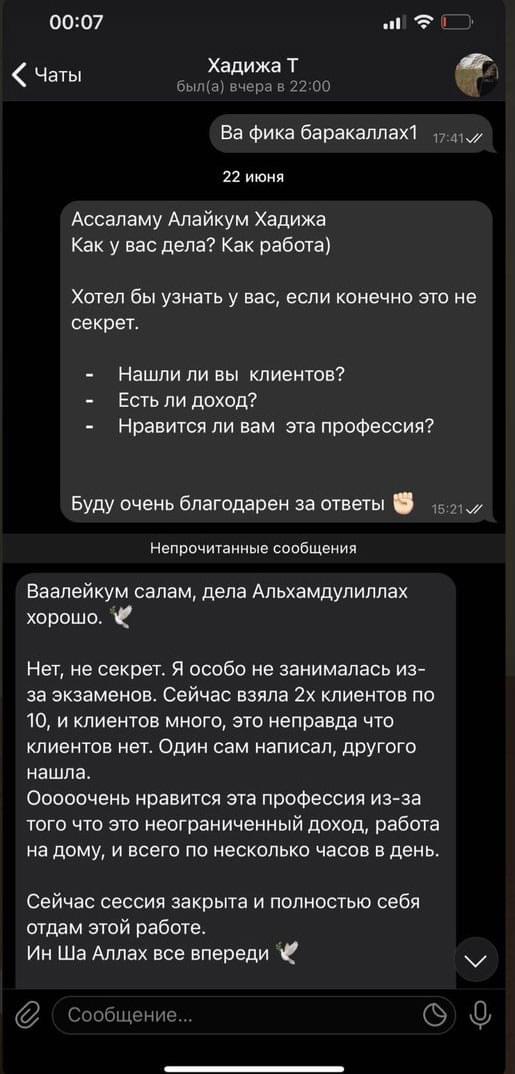 00:07
Чаты
Хадижа Т
был(а) вчера в 22:00
Ва фика баракаллах1 17:41
22 июня
Ассаламу Алайкум Хадижа
Как у вас дела? Как работа)
Хотел бы узнать у вас, если конечно это не
секрет.
- Нашли ли вы клиентов?
- Есть ли доход?
- Нравится ли вам эта профессия?
Буду очень благодарен за ответы ✊🏻 15:21
Непрочитанные сообщения
Ваалейкум салам, дела Альхамдулиллах
хорошо. 🕊
Нет, не секрет. Я особо не занималась из-
за экзаменов. Сейчас взяла 2х клиентов по
10, и клиентов много, это неправда что
клиентов нет. Один сам написал, другого
нашла.
Ооооочень нравится эта профессия из-за
того что это неограниченный доход, работа
на дому, и всего по несколько часов в день.
Сейчас сессия закрыта и полностью себя
отдам этой работе.
Ин Ша Аллах все впереди 🕊
Сообщение...